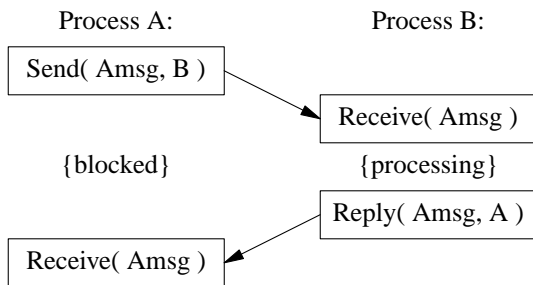 Process A:
Process B:
Send( Amsg, B )
Receive( Amsg )
{blocked}
{processing}
Reply( Amsg, A )
Receive( Amsg )